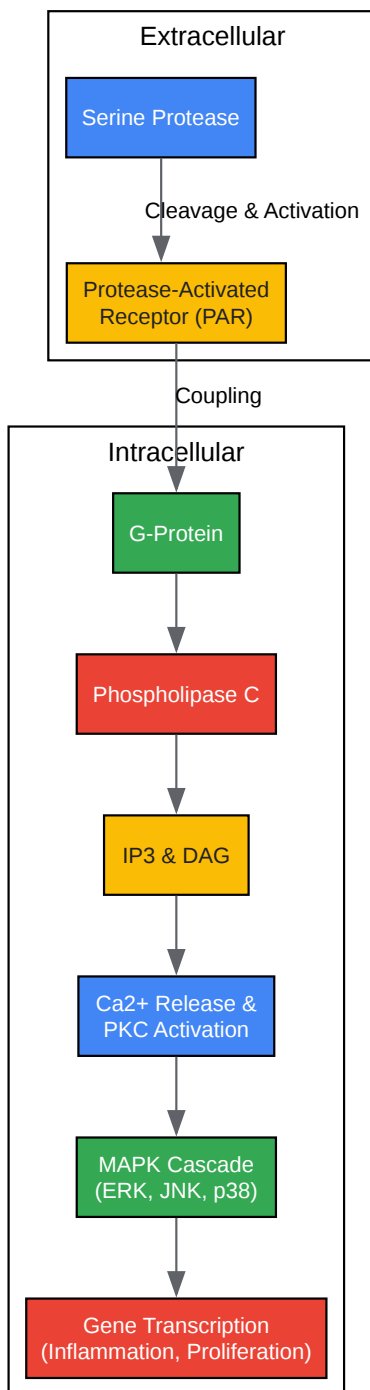 Extracellular
Serine Protease
Cleavage & Activation
Protease-Activated
Receptor (PAR)
Coupling
Intracellular
G-Protein
Phospholipase C
IP3 & DAG
Ca2+ Release &
PKC Activation
MAPK Cascade
(ERK, JNK, p38)
Gene Transcription
(Inflammation, Proliferation)